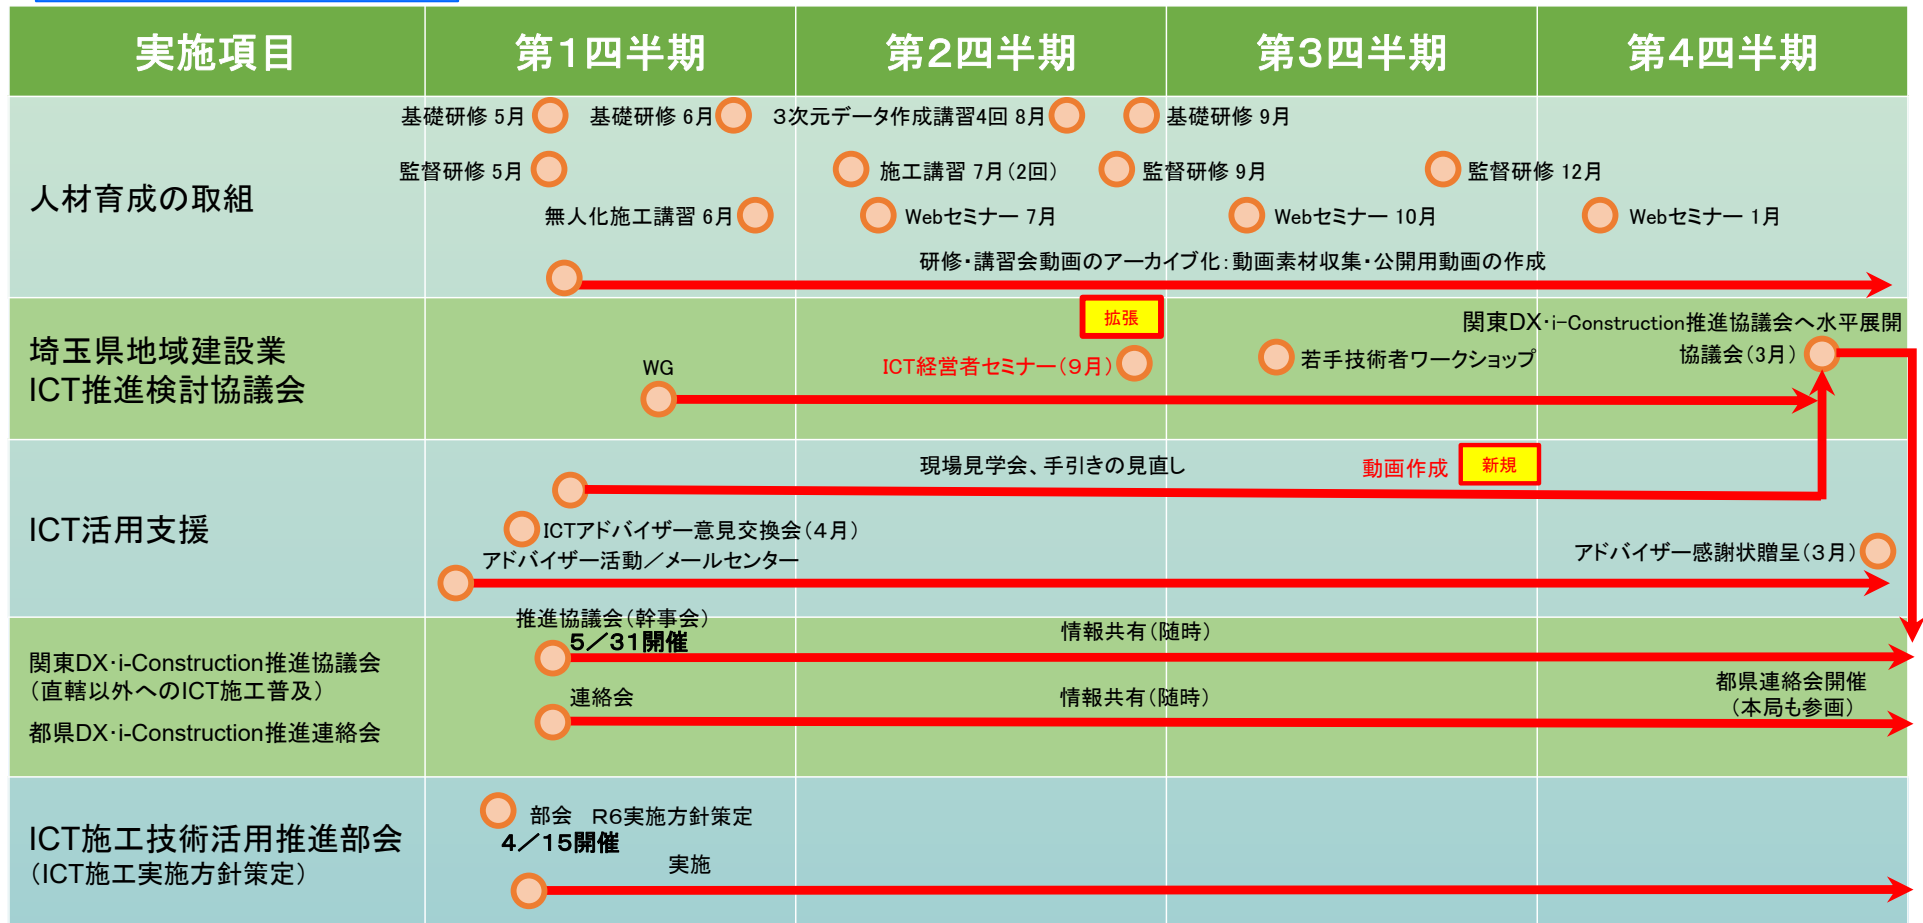 実施項目
第1四半期
第2四半期
第3四半期
第4四半期
人材育成の取組
基礎研修 5月
基礎研修 6月
3次元データ作成講習4回 8月
基礎研修 9月
監督研修 5月
施工講習 7月(2回)
監督研修 9月
監督研修 12月
無人化施工講習 6月
Webセミナー 7月
Webセミナー 10月
Webセミナー 1月
研修・講習会動画のアーカイブ化：動画素材収集・公開用動画の作成
埼玉県地域建設業
ICT推進検討協議会
拡張
関東DX・i-Construction推進協議会へ水平展開
WG
ICT経営者セミナー(9月)
若手技術者ワークショップ
協議会(3月)
ICT活用支援
現場見学会、手引きの見直し
動画作成
新規
ICTアドバイザー意見交換会(4月)
アドバイザー活動／メールセンター
アドバイザー感謝状贈呈(3月)
関東DX・i-Construction推進協議会
(直轄以外へのICT施工普及)
都県DX・i-Construction推進連絡会
推進協議会(幹事会)
5／31開催
情報共有(随時)
連絡会
情報共有(随時)
都県連絡会開催
(本局も参画)
ICT施工技術活用推進部会
(ICT施工実施方針策定)
部会　R6実施方針策定
4／15開催
実施